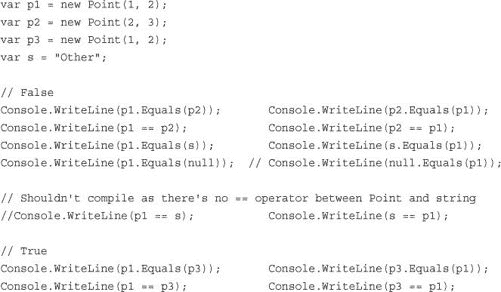 var p1 = new Point(1, 2);
var p2 = new Point(2, 3);
var p3 = new Point(1, 2);
var s = "Other";

// False
Console.WriteLine(p1.Equals(p2));      Console.WriteLine(p2.Equals(p1));
Console.WriteLine(p1 == p2);           Console.WriteLine(p2 == p1);
Console.WriteLine(p1.Equals(s));       Console.WriteLine(s.Equals(p1));
Console.WriteLine(p1.Equals(null));  // Console.WriteLine(null.Equals(p1));

// Shouldn't compile as there's no == operator between Point and string
//Console.WriteLine(p1 == s);          Console.WriteLine(s == p1);

// True
Console.WriteLine(p1.Equals(p3));      Console.WriteLine(p3.Equals(p1));
Console.WriteLine(p1 == p3);           Console.WriteLine(p3 == p1);